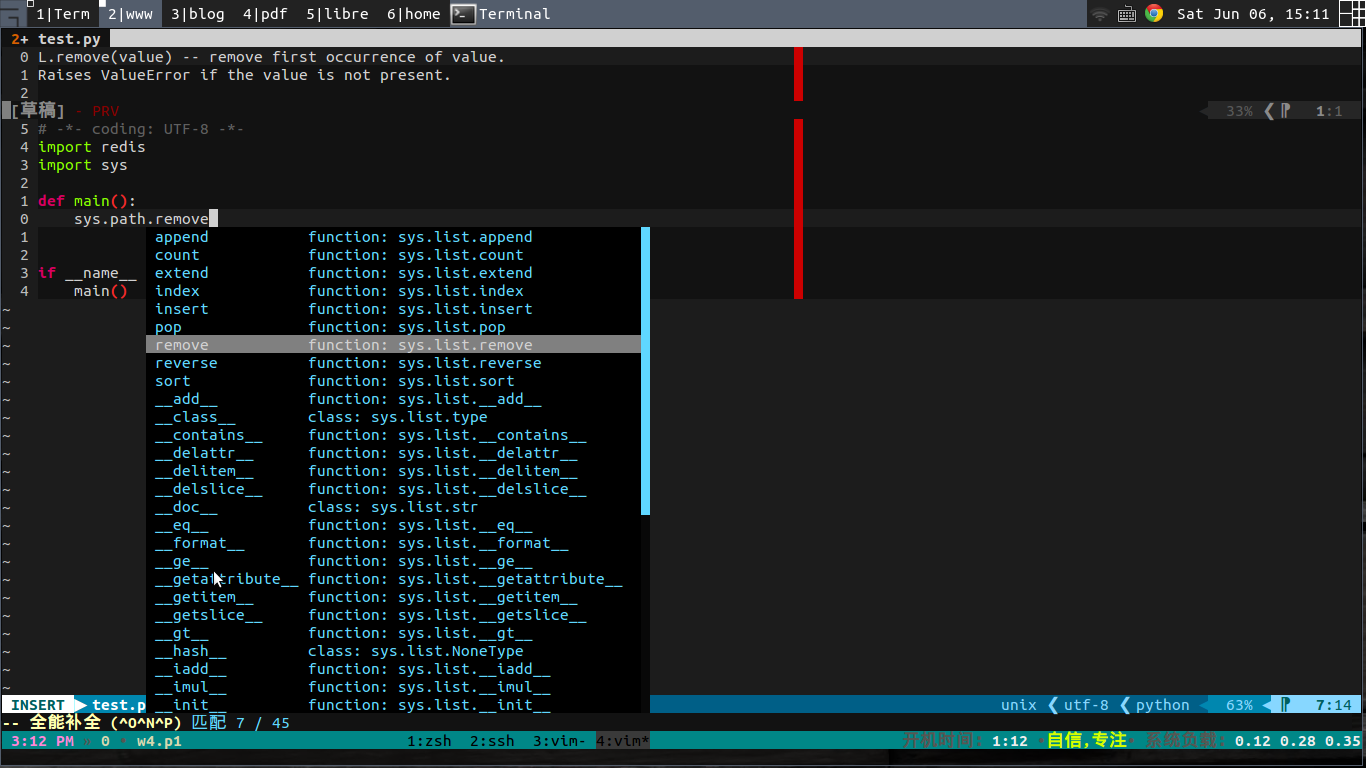 1|Term 2|www 3|blog 4|pdf 5|libre 6|home Terminal Sat Jun 06, 15:11
2+ test.py
0 L.remove(value) -- remove first occurrence of value.
1 Raises ValueError if the value is not present.
2
[草稿] - PRV 33% 1:1
5 # -*- coding: UTF-8 -*-
4 import redis
3 import sys
2
1 def main():
0 sys.path.remove
1 append function: sys.list.append
2 count function: sys.list.count
3 if __name__ extend function: sys.list.extend
4 main() index function: sys.list.index
~ insert function: sys.list.insert
~ pop function: sys.list.pop
~ remove function: sys.list.remove
~ reverse function: sys.list.reverse
~ sort function: sys.list.sort
~ __add__ function: sys.list.__add__
~ __class__ class: sys.list.type
~ __contains__ function: sys.list.__contains__
~ __delattr__ function: sys.list.__delattr__
~ __delitem__ function: sys.list.__delitem__
~ __delslice__ function: sys.list.__delslice__
~ __doc__ class: sys.list.str
~ __eq__ function: sys.list.__eq__
~ __format__ function: sys.list.__format__
~ __ge__ function: sys.list.__ge__
~ __getattribute__ function: sys.list.__getattribute__
~ __getitem__ function: sys.list.__getitem__
~ __getslice__ function: sys.list.__getslice__
~ __gt__ function: sys.list.__gt__
~ __hash__ class: sys.list.NoneType
~ __iadd__ function: sys.list.__iadd__
~ __imul__ function: sys.list.__imul__
INSERT test.p __init__ function: sys.list.__init__ unix utf-8 python 63% 7:14
-- 全能补全 (^O^N^P) 匹配 7 / 45
3:12 PM » 0 * w4.p1 1:zsh 2:ssh 3:vim- 4:vim* 开机时间: 1:12 自信,专注 系统负载: 0.12 0.28 0.35